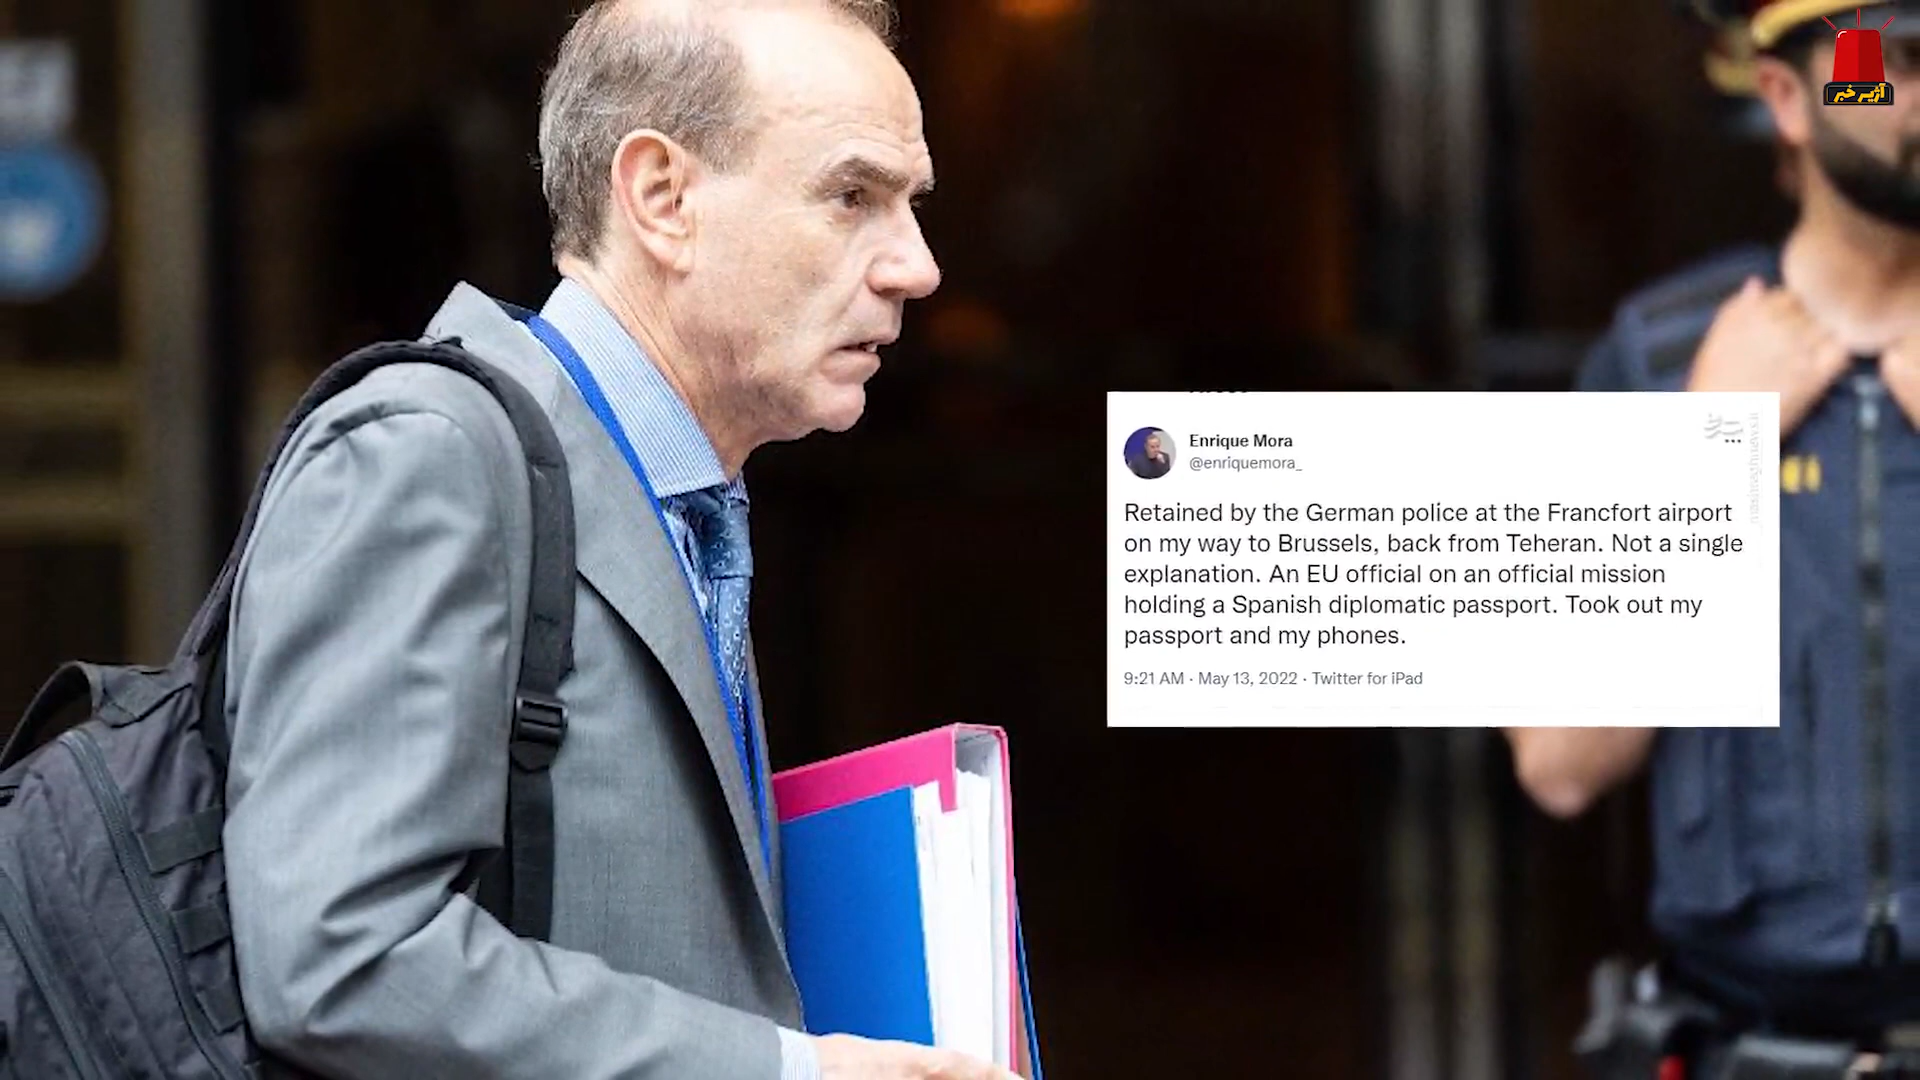 آژیر خبر
Enrique Mora
@enriquemora_
Retained by the German police at the Francfort airport
on my way to Brussels, back from Teheran. Not a single
explanation. An EU official on an official mission
holding a Spanish diplomatic passport. Took out my
passport and my phones.
9:21 AM · May 13, 2022 · Twitter for iPad